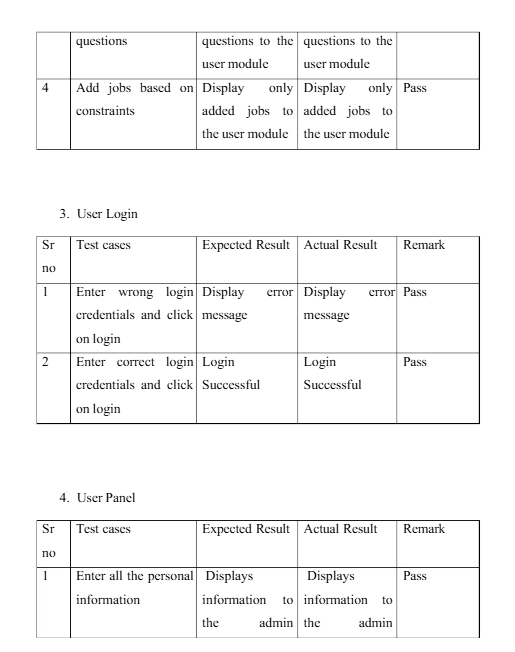 questions questions to the questions to the
user module user module
4 Add jobs based on Display only Display only Pass
constraints added jobs to added jobs to
the user module the user module
3. User Login
Sr Test cases Expected Result Actual Result Remark
no
1 Enter wrong login Display error Display error Pass
credentials and click message message
on login
2 Enter correct login Login Login Pass
credentials and click Successful Successful
on login
4. User Panel
Sr Test cases Expected Result Actual Result Remark
no
1 Enter all the personal Displays Displays Pass
information information to information to
the admin the admin